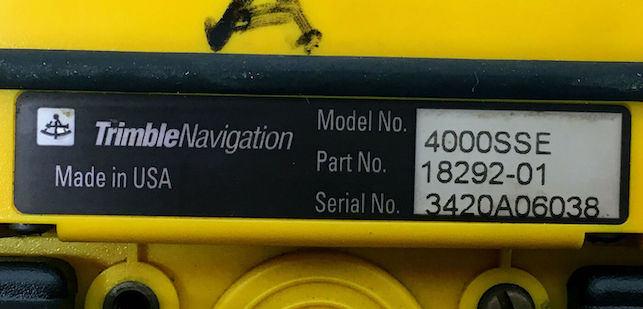 TrimbleNavigation
Made in USA
Model No. 4000SSE
Part No. 18292-01
Serial No. 3420A06038